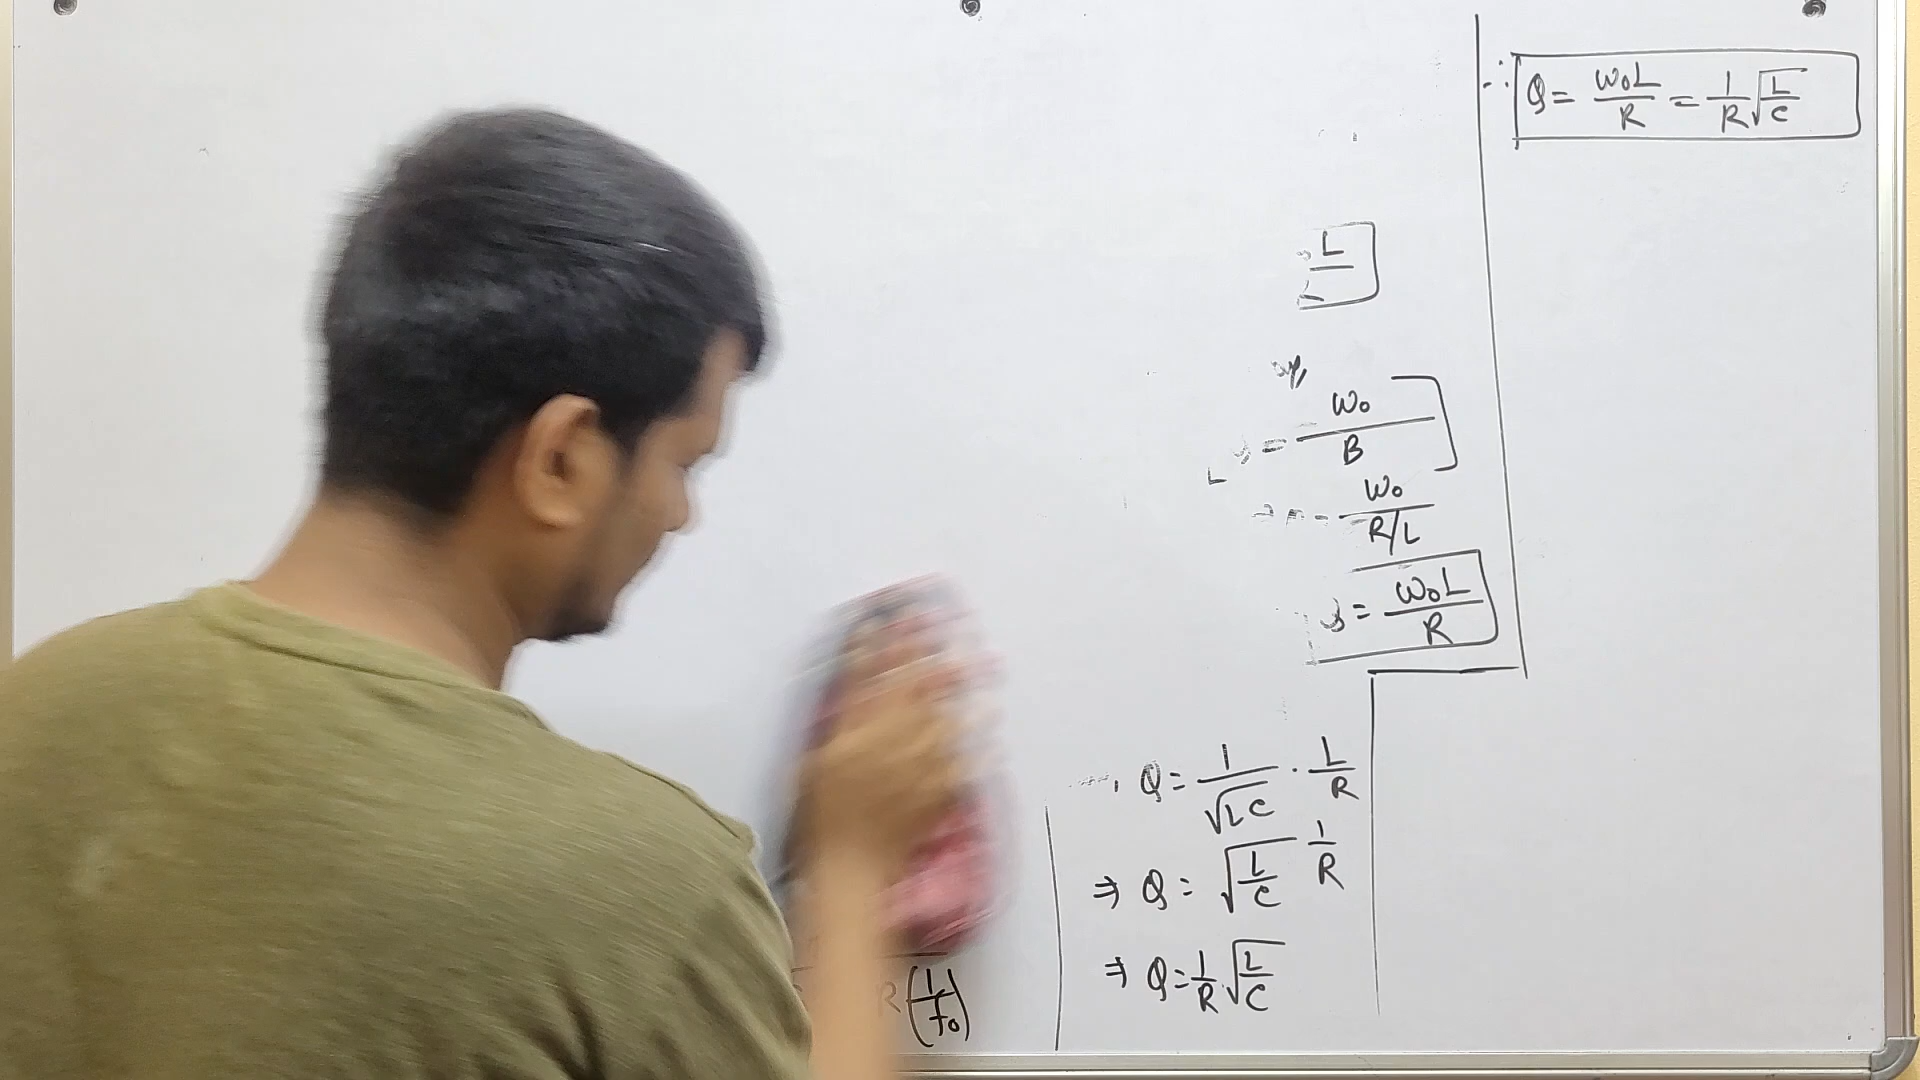 ∴ Q = ω₀L/R = 1/R √(L/C)
L
= ω₀/B
ω₀/(R/L)
= ω₀L/R
Q = 1/√(LC) · L/R
⇒ Q = √(L/C) 1/R
⇒ Q = 1/R √(L/C)
R(1/f₀)